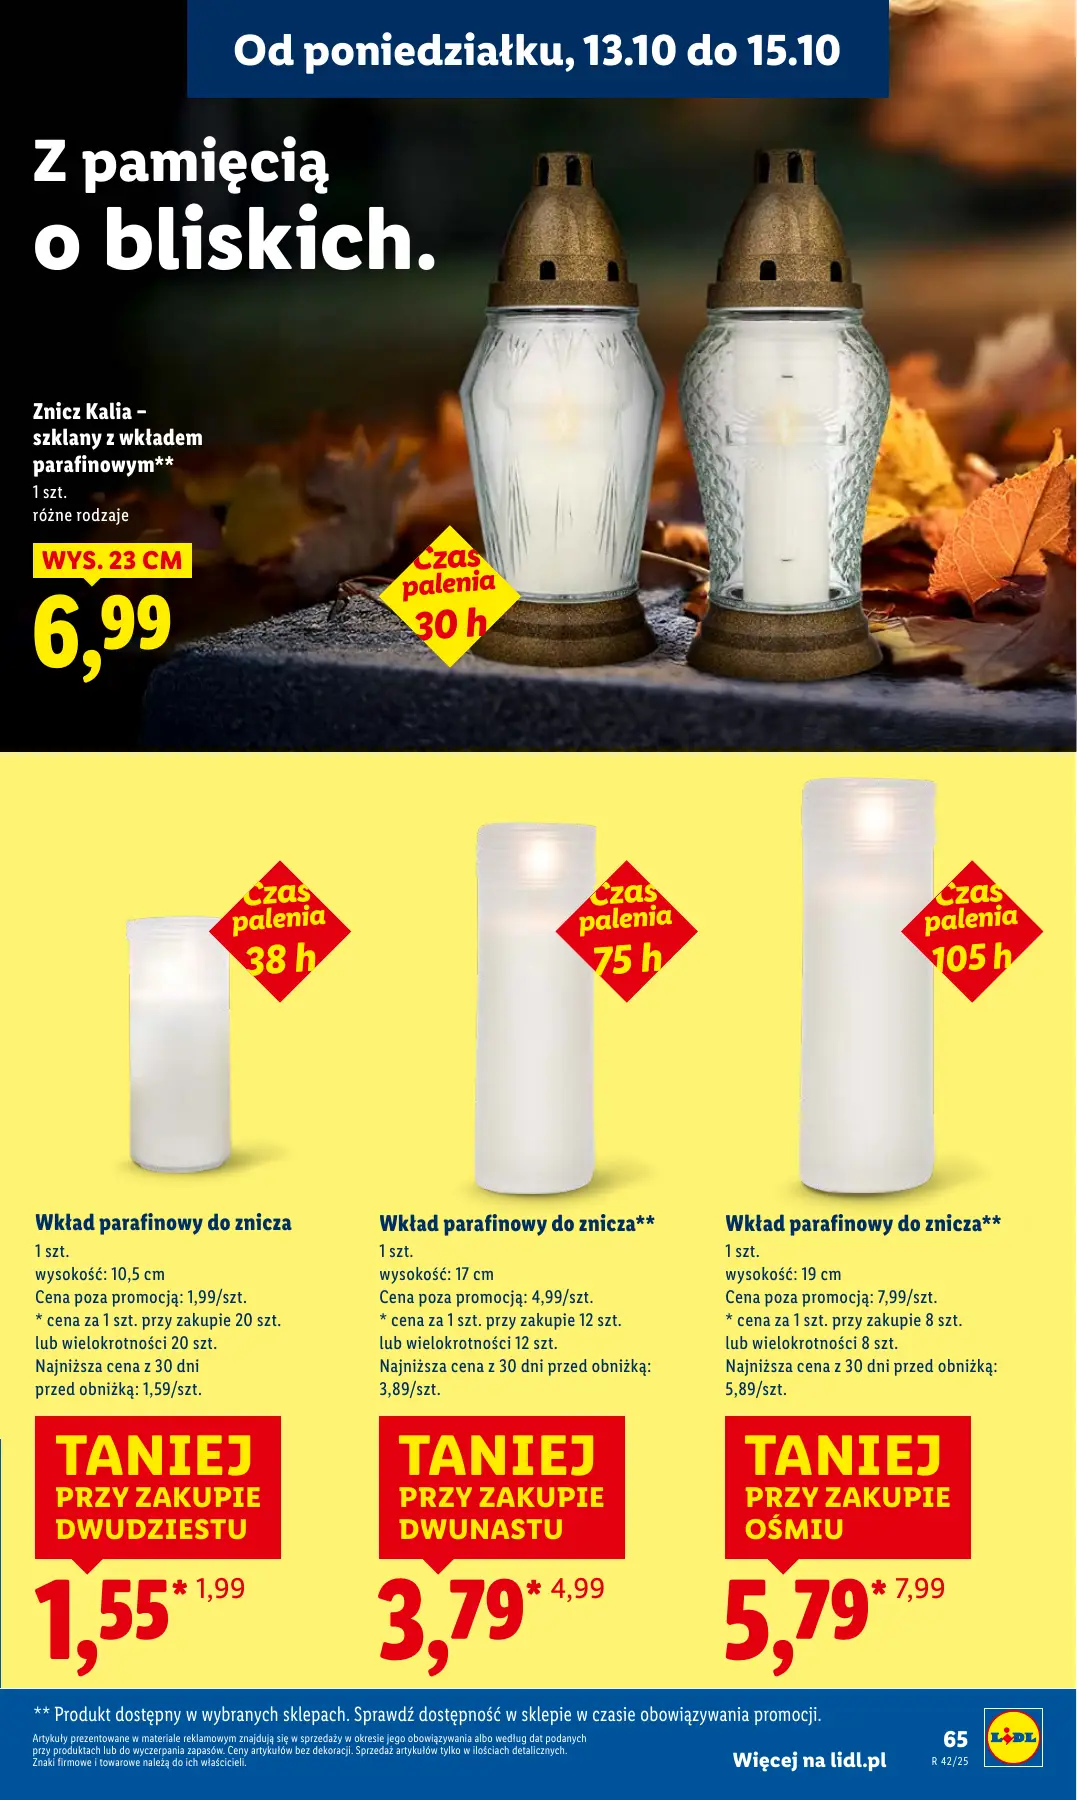 Od poniedziałku, 13.10 do 15.10
Z pamięcią
o bliskich.
Znicz Kalia –
szklany z wkładem
parafinowym**
1 szt.
różne rodzaje
WYS. 23 CM
6,99
Czas
palenia
30 h
Czas
palenia
38 h
Czas
palenia
75 h
Czas
palenia
105 h
Wkład parafinowy do znicza
1 szt.
wysokość: 10,5 cm
Cena poza promocją: 1,99/szt.
* cena za 1 szt. przy zakupie 20 szt.
lub wielokrotności 20 szt.
Najniższa cena z 30 dni
przed obniżką: 1,59/szt.
TANIEJ
PRZY ZAKUPIE
DWUDZIESTU
1,55* 1,99
Wkład parafinowy do znicza**
1 szt.
wysokość: 17 cm
Cena poza promocją: 4,99/szt.
* cena za 1 szt. przy zakupie 12 szt.
lub wielokrotności 12 szt.
Najniższa cena z 30 dni przed obniżką:
3,89/szt.
TANIEJ
PRZY ZAKUPIE
DWUNASTU
3,79* 4,99
Wkład parafinowy do znicza**
1 szt.
wysokość: 19 cm
Cena poza promocją: 7,99/szt.
* cena za 1 szt. przy zakupie 8 szt.
lub wielokrotności 8 szt.
Najniższa cena z 30 dni przed obniżką:
5,89/szt.
TANIEJ
PRZY ZAKUPIE
OŚMIU
5,79* 7,99
** Produkt dostępny w wybranych sklepach. Sprawdź dostępność w sklepie w czasie obowiązywania promocji.
Artykuły prezentowane w materiale reklamowym znajdują się w sprzedaży w okresie jego obowiązywania albo według dat podanych
przy produktach lub do wyczerpania zapasów. Ceny artykułów bez dekoracji. Sprzedaż artykułów tylko w ilościach detalicznych.
Znaki firmowe i towarowe należą do ich właścicieli.
Więcej na lidl.pl
65
R 42/25
LIDL